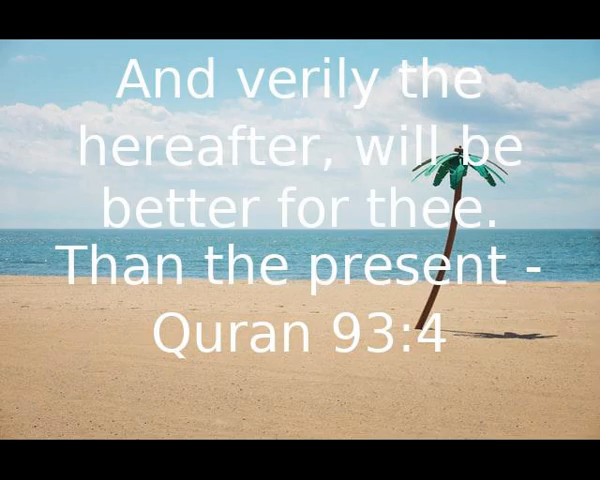 And verily the
hereafter, will be
better for thee.
Than the present -
Quran 93:4